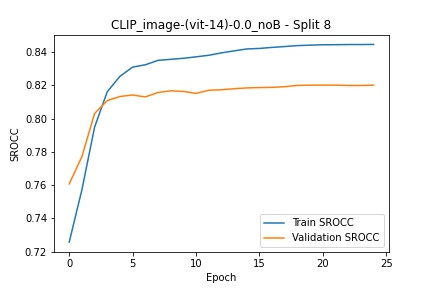 CLIP_image-(vit-14)-0.0_noB - Split 8
SROCC
0.84
0.82
0.80
0.78
0.76
0.74
0.72
Train SROCC
Validation SROCC
0 5 10 15 20 25
Epoch